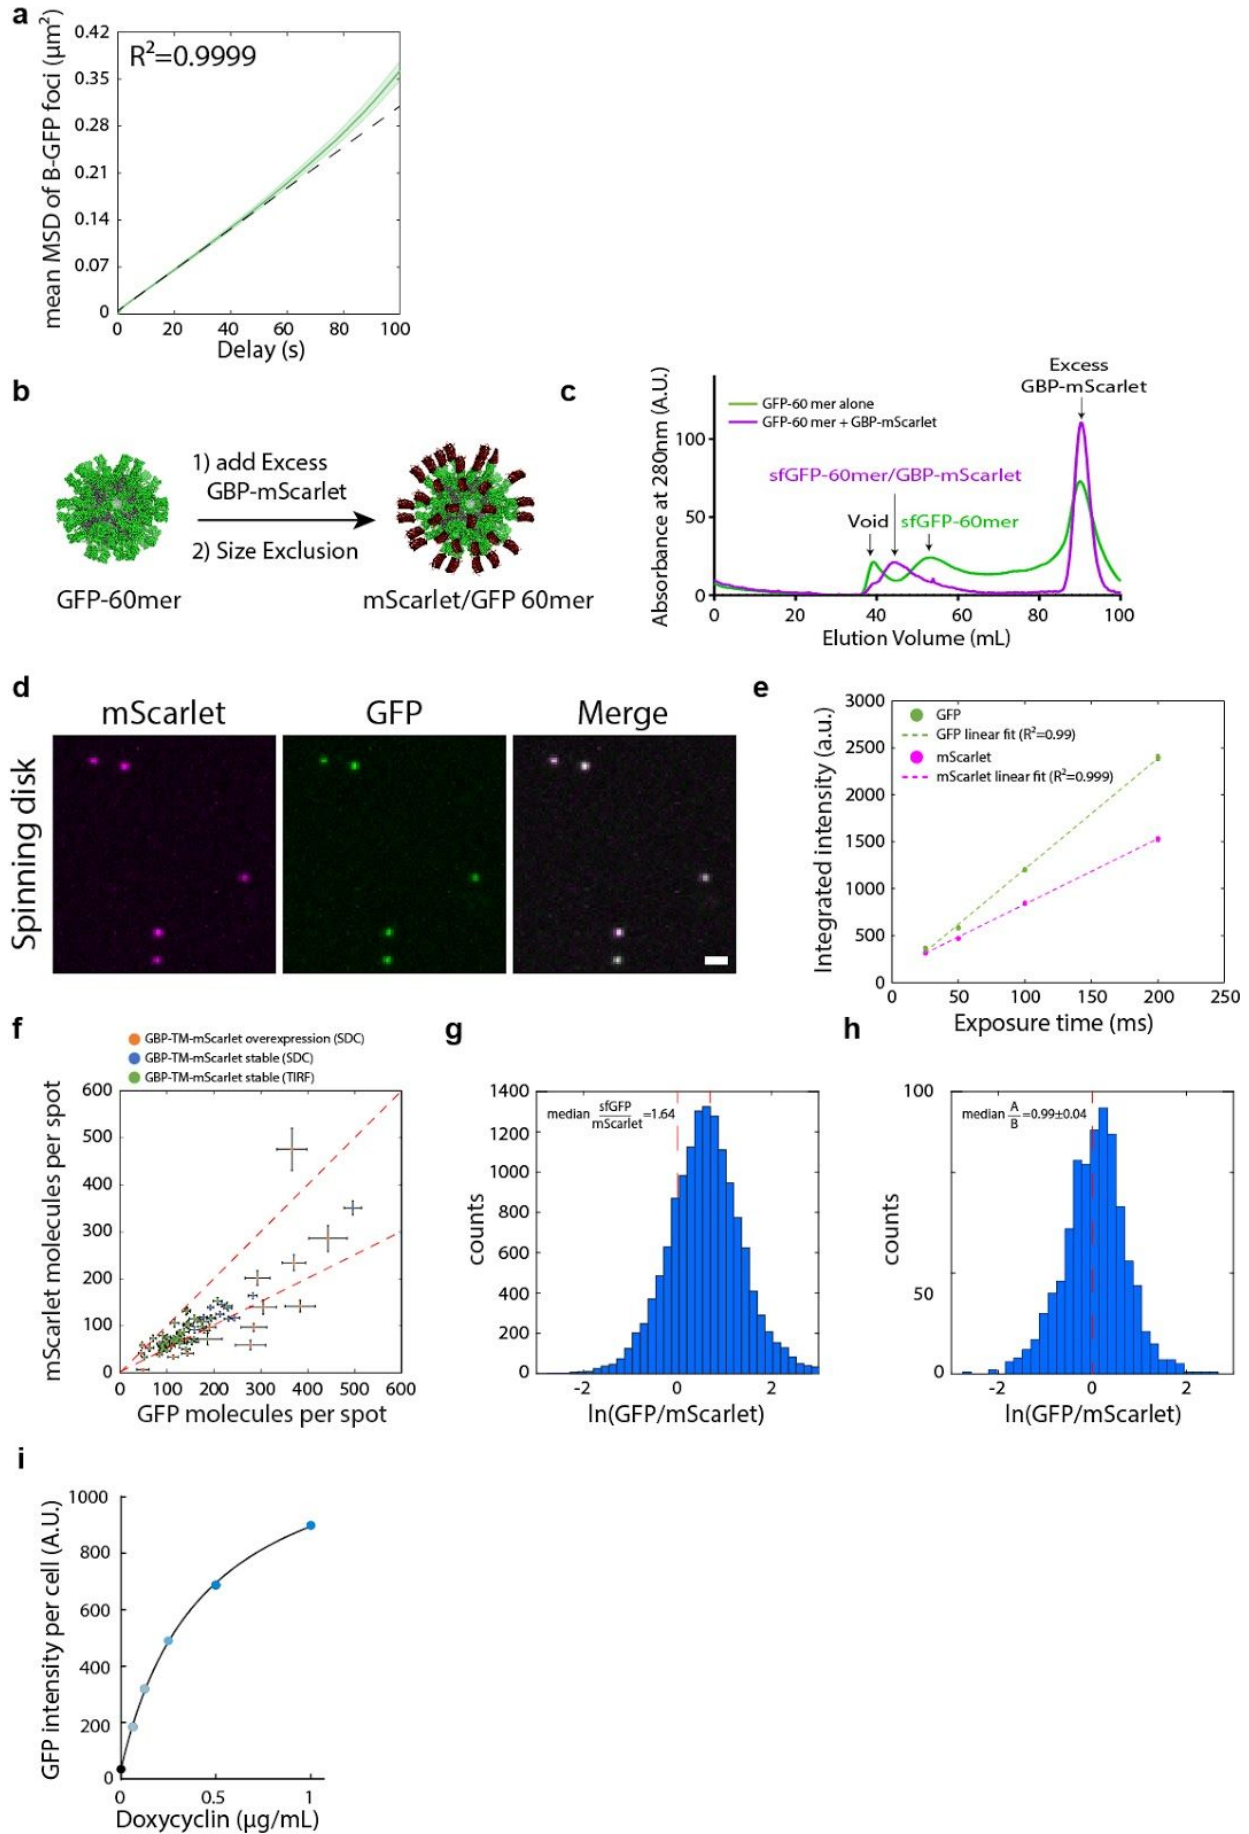 a
mean MSD of B-GFP foci (µm²)
0.42
0.35
0.28
0.21
0.14
0.07
0
R²=0.9999
0 20 40 60 80 100
Delay (s)
b
1) add Excess
GBP-mScarlet
2) Size Exclusion
GFP-60mer
mScarlet/GFP 60mer
c
Absorbance at 280nm (A.U.)
100
50
0
GFP-60 mer alone
GFP-60 mer + GBP-mScarlet
Excess
GBP-mScarlet
sfGFP-60mer/GBP-mScarlet
Void
sfGFP-60mer
0 20 40 60 80 100
Elution Volume (mL)
d
mScarlet GFP Merge
Spinning disk
e
Integrated intensity (a.u.)
3000
2500
2000
1500
1000
500
0
GFP
GFP linear fit (R²=0.99)
mScarlet
mScarlet linear fit (R²=0.999)
0 50 100 150 200 250
Exposure time (ms)
f
GBP-TM-mScarlet overexpression (SDC)
GBP-TM-mScarlet stable (SDC)
GBP-TM-mScarlet stable (TIRF)
mScarlet molecules per spot
600
500
400
300
200
100
0
0 100 200 300 400 500 600
GFP molecules per spot
g
counts
1400
1200
1000
800
600
400
200
0
median sfGFP/mScarlet=1.64
-2 0 2
ln(GFP/mScarlet)
h
counts
100
50
0
median A/B=0.99±0.04
-2 0 2
ln(GFP/mScarlet)
i
GFP intensity per cell (A.U.)
1000
800
600
400
200
0
0 0.5 1
Doxycyclin (µg/mL)